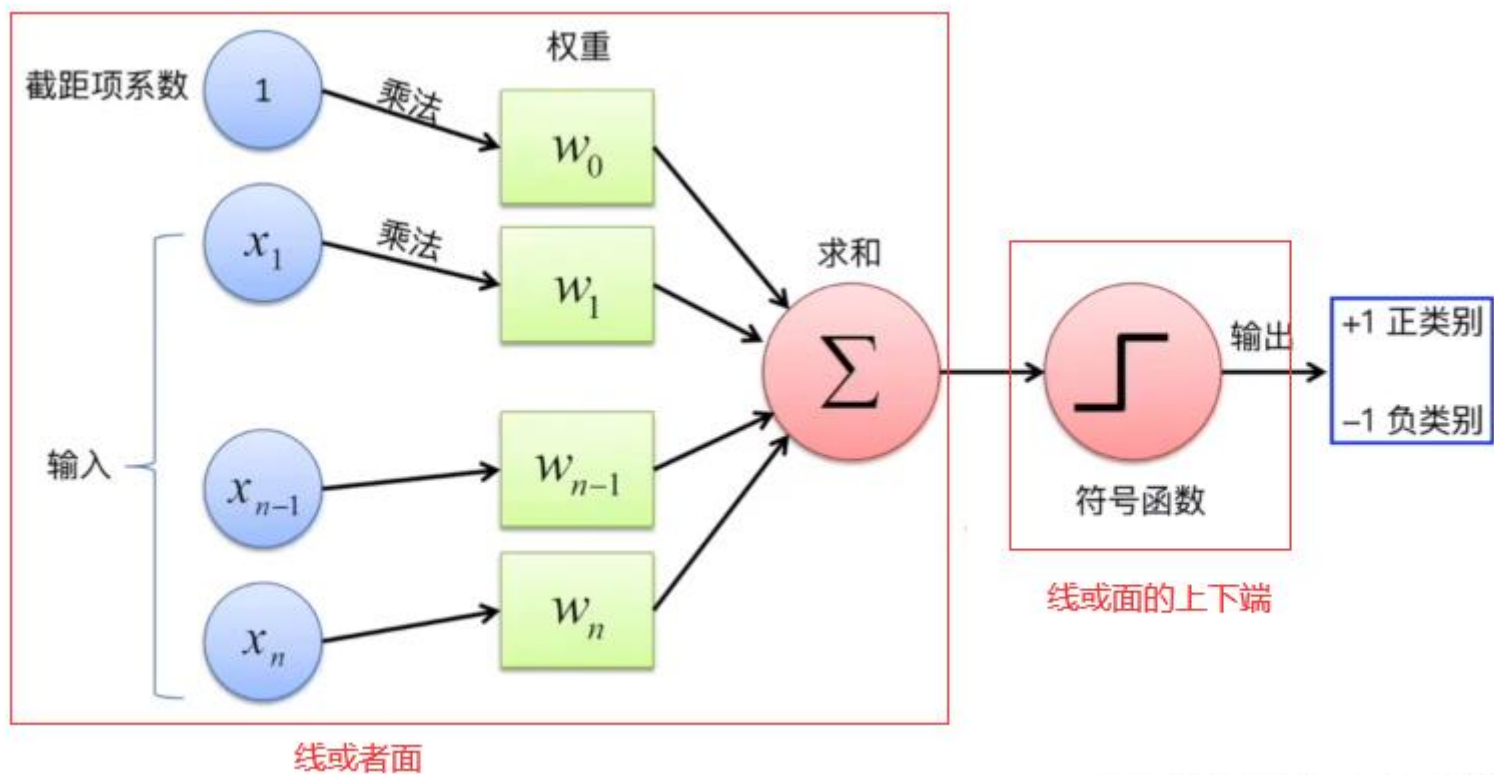 权重
截距项系数
1
乘法
w₀
x₁
乘法
w₁
求和
Σ
输出
+1 正类别
−1 负类别
输入
xₙ₋₁
wₙ₋₁
符号函数
xₙ
wₙ
线或面的上下端
线或者面